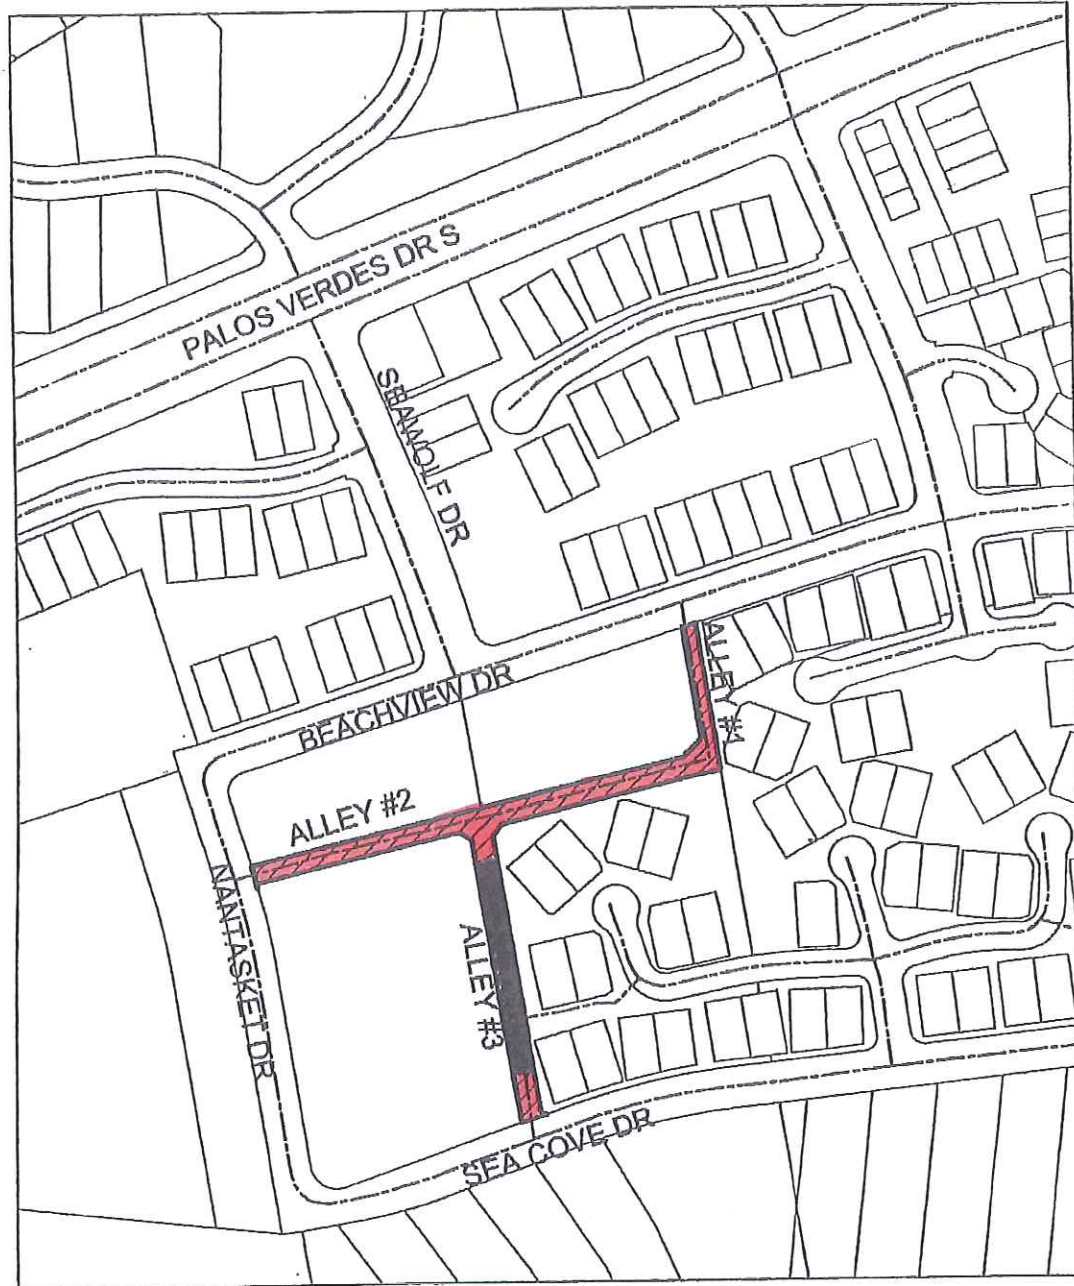 PALOS VERDES DR S
SEAWOLF DR
BEACHVIEW DR
ALLEY #1
ALLEY #2
NANTASKET DR
ALLEY #3
SEA COVE DR